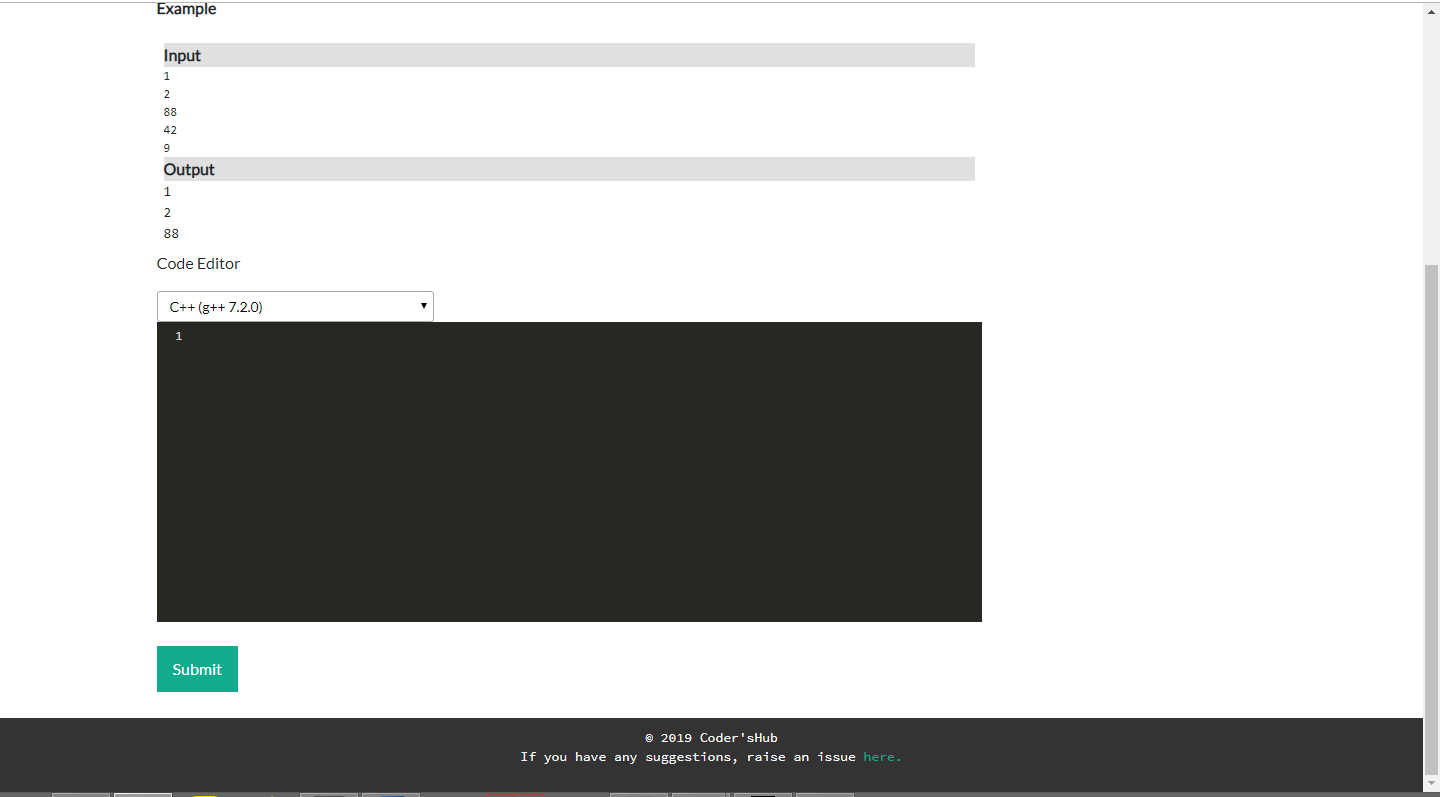 Example
Input
1
2
88
42
9
Output
1
2
88
Code Editor
C++ (g++ 7.2.0)
1
Submit
© 2019 Coder'sHub
If you have any suggestions, raise an issue here.